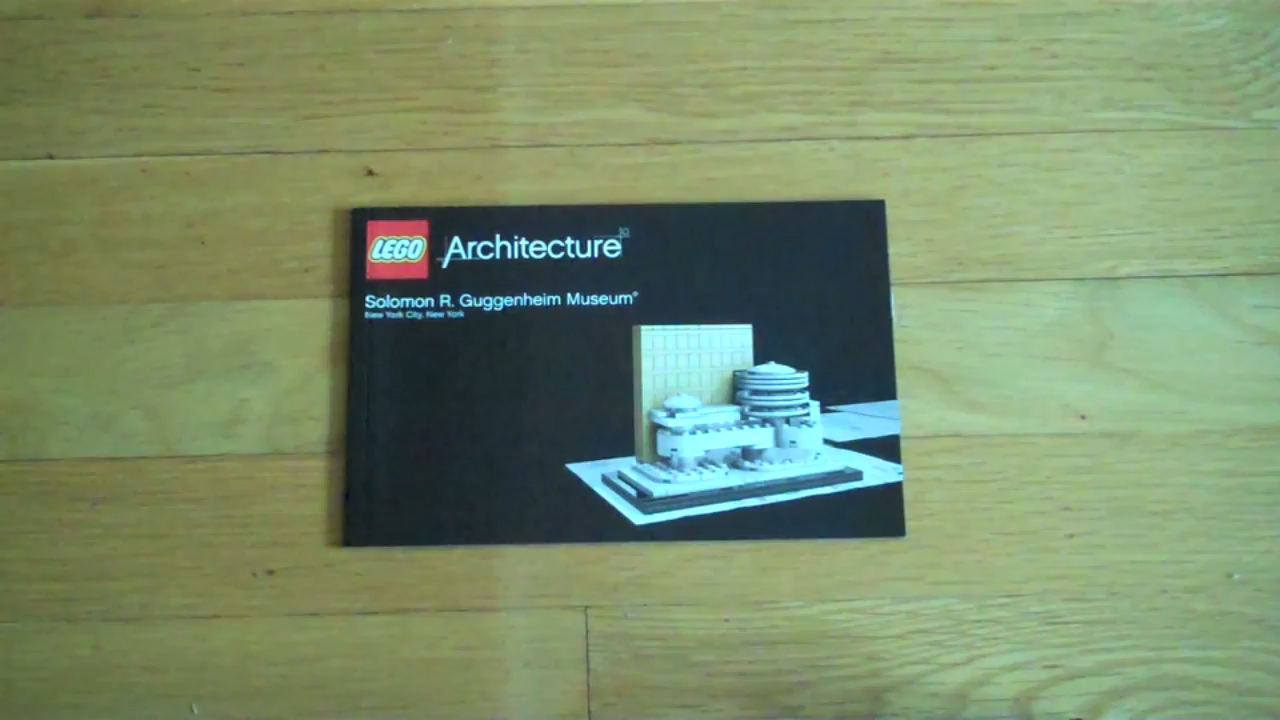 LEGO Architecture
Solomon R. Guggenheim Museum®
New York City, New York